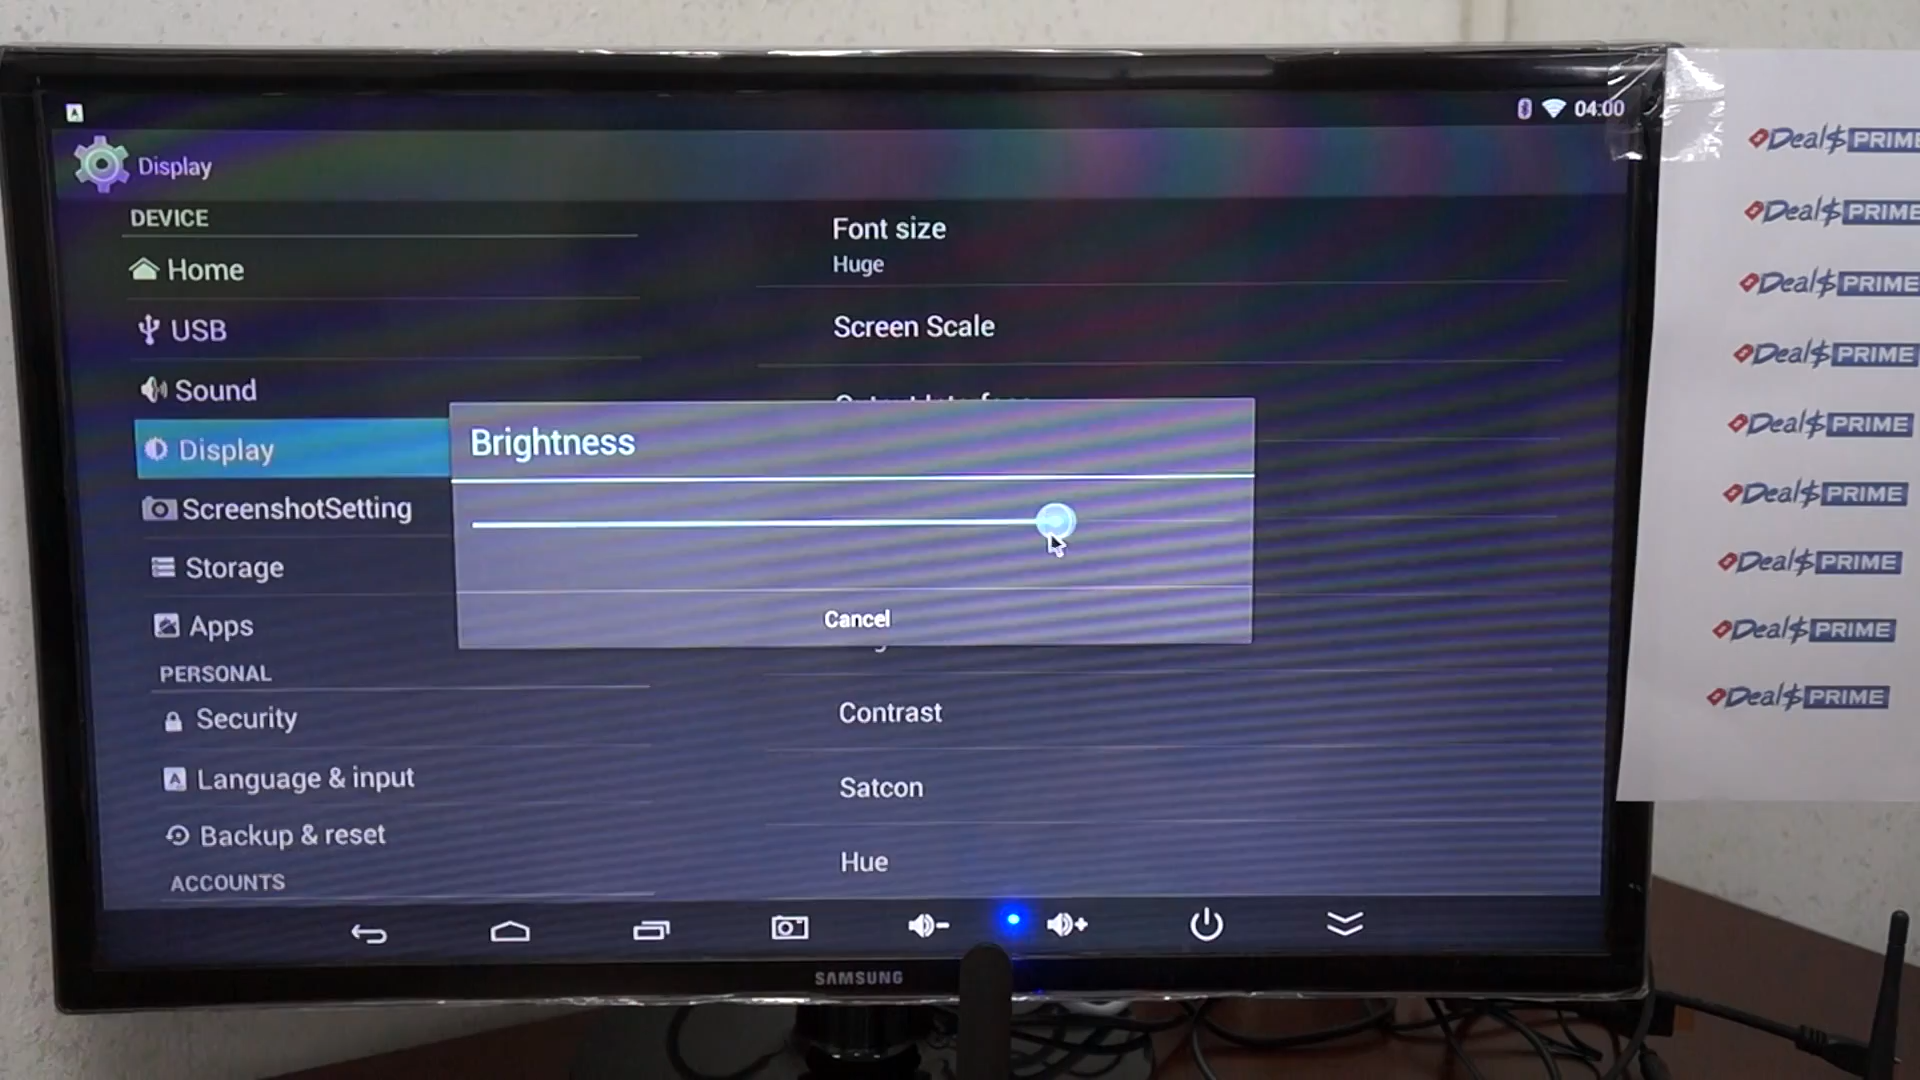 04:00
Display
DEVICE
Home
USB
Sound
Display
ScreenshotSetting
Storage
Apps
PERSONAL
Security
Language & input
Backup & reset
ACCOUNTS
Font size
Huge
Screen Scale
Output Interface
Brightness
Cancel
Contrast
Satcon
Hue
SAMSUNG
Deal$ PRIME
Deal$ PRIME
Deal$ PRIME
Deal$ PRIME
Deal$ PRIME
Deal$ PRIME
Deal$ PRIME
Deal$ PRIME
Deal$ PRIME